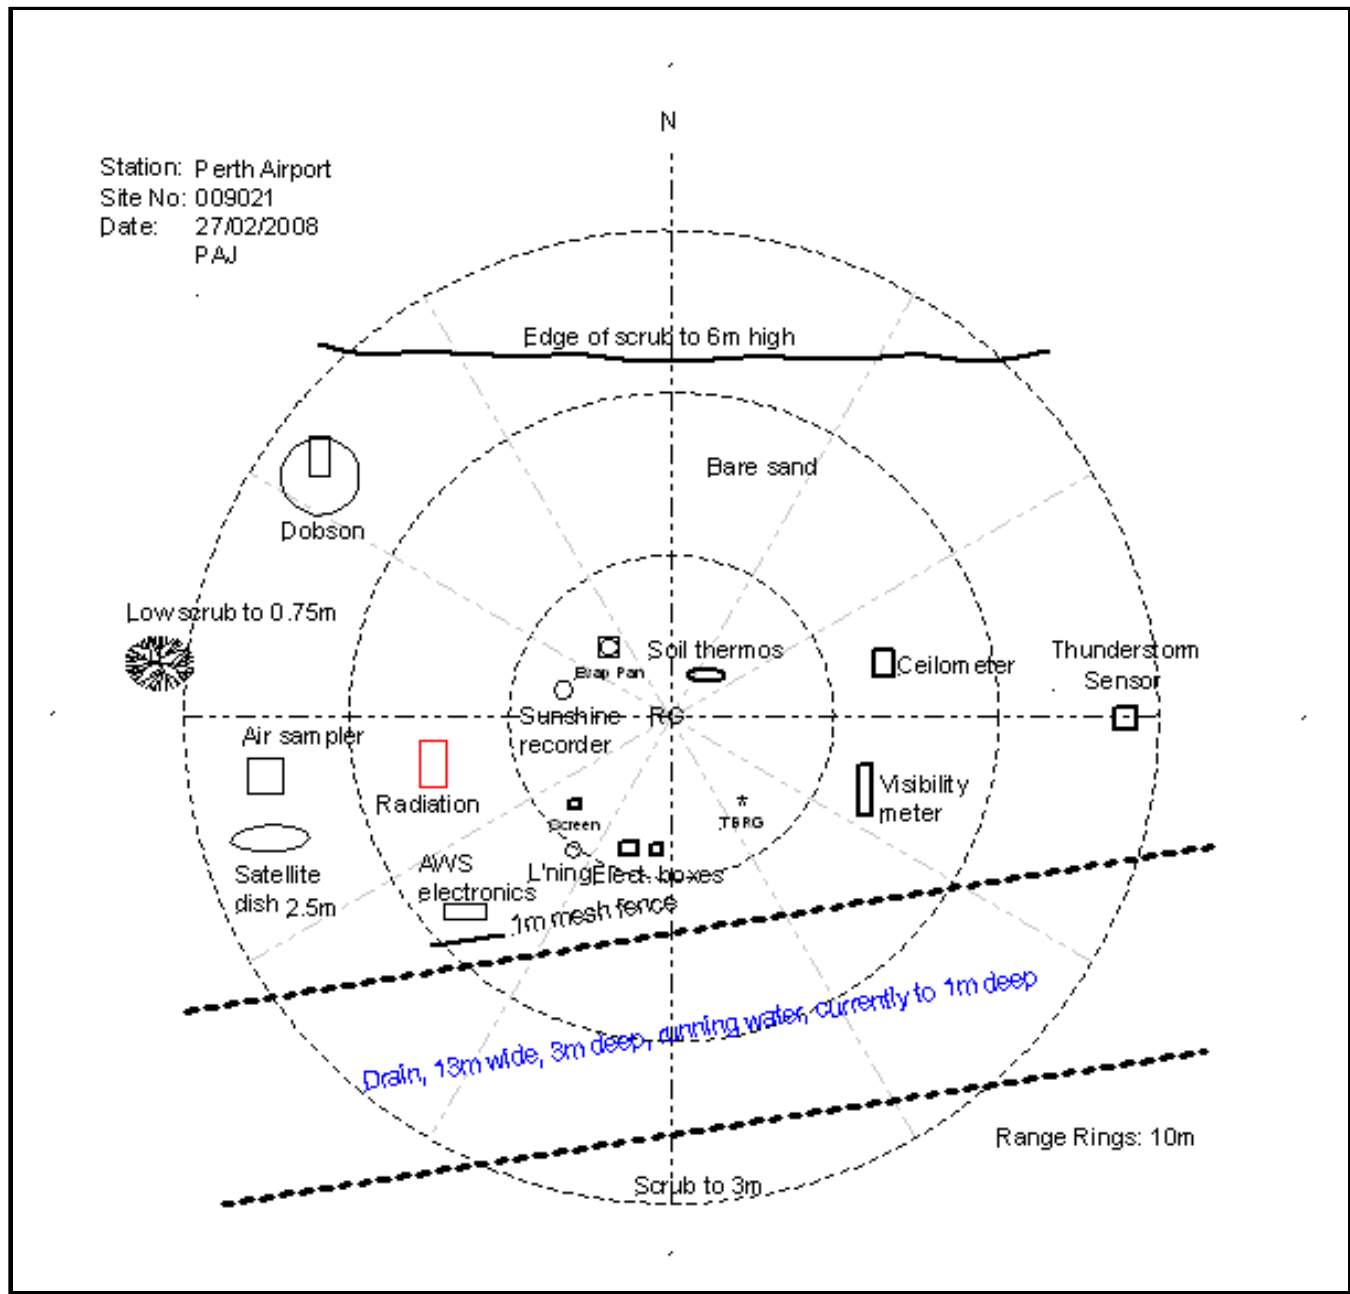 N
Station: Perth Airport
Site No: 009021
Date: 27/02/2008
PAJ
Edge of scrub to 6m high
Bare sand
Dobson
Low scrub to 0.75m
Evap Pan
Soil thermos
Ceilometer
Thunderstorm
Sensor
Sunshine
recorder
RG
Air sampler
Radiation
Visibility
meter
Screen
TBRG
Satellite
dish 2.5m
AWS
electronics
L'ning
Elect. boxes
1m mesh fence
Drain, 13m wide, 3m deep, running water, currently to 1m deep
Range Rings: 10m
Scrub to 3m